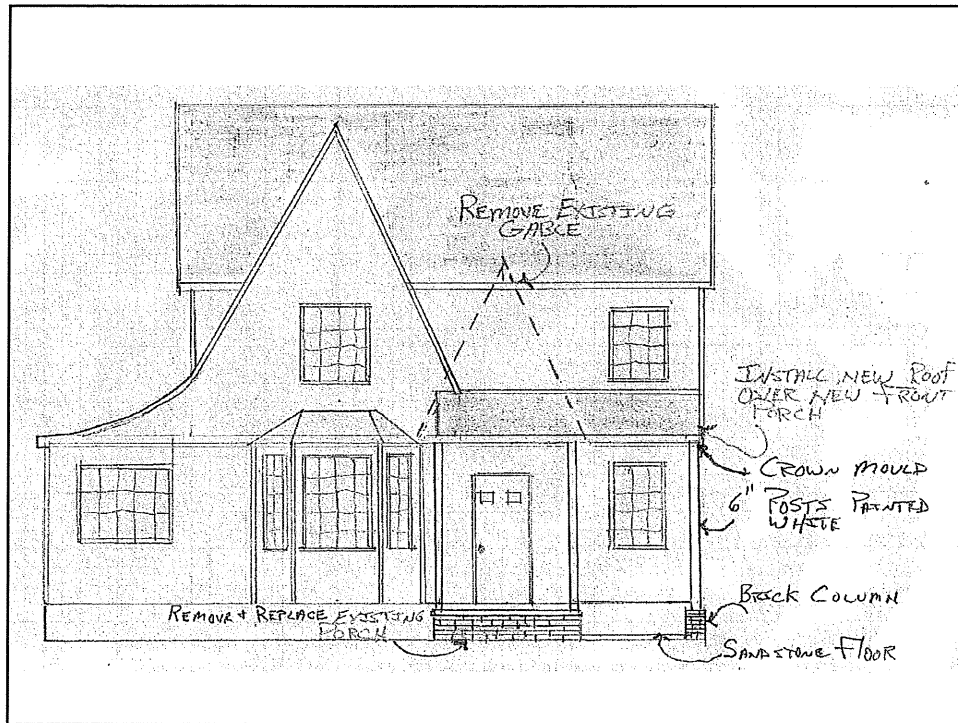 REMOVE EXISTING
GABLE
INSTALL NEW ROOF
OVER NEW FRONT
PORCH
CROWN MOULD
6" POSTS PAINTED
WHITE
BRICK COLUMN
REMOVE + REPLACE EXISTING
PORCH
SANDSTONE FLOOR